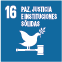 16 PAZ, JUSTICIA
E INSTITUCIONES
SÓLIDAS